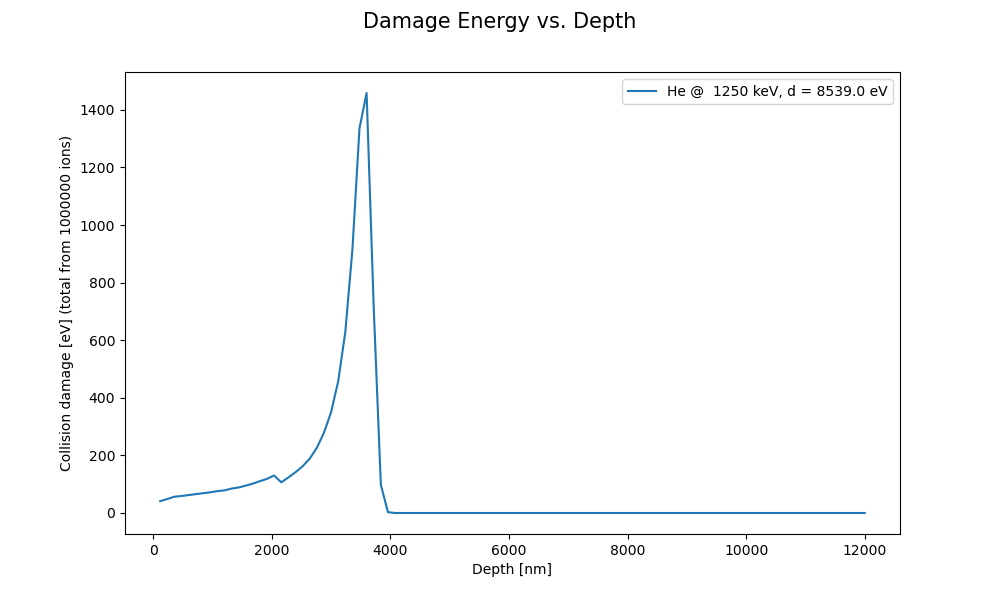 Damage Energy vs. Depth
He @  1250 keV, d = 8539.0 eV
Collision damage [eV] (total from 1000000 ions)
1400
1200
1000
800
600
400
200
0
0 2000 4000 6000 8000 10000 12000
Depth [nm]